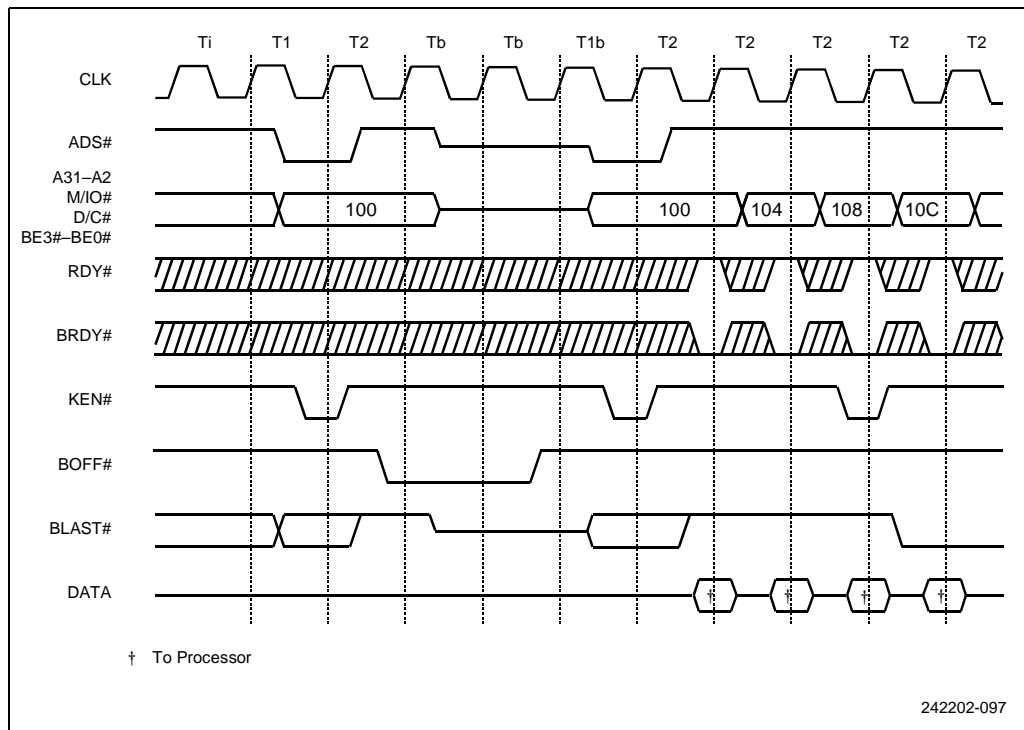 Ti T1 T2 Tb Tb T1b T2 T2 T2 T2 T2
CLK
ADS#
A31–A2
M/IO#
D/C#
BE3#–BE0#
100 100 104 108 10C
RDY#
BRDY#
KEN#
BOFF#
BLAST#
DATA
† † † †
† To Processor
242202-097